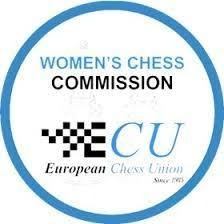 WOMEN'S CHESS
COMMISSION
ECU
European Chess Union
Since 1985